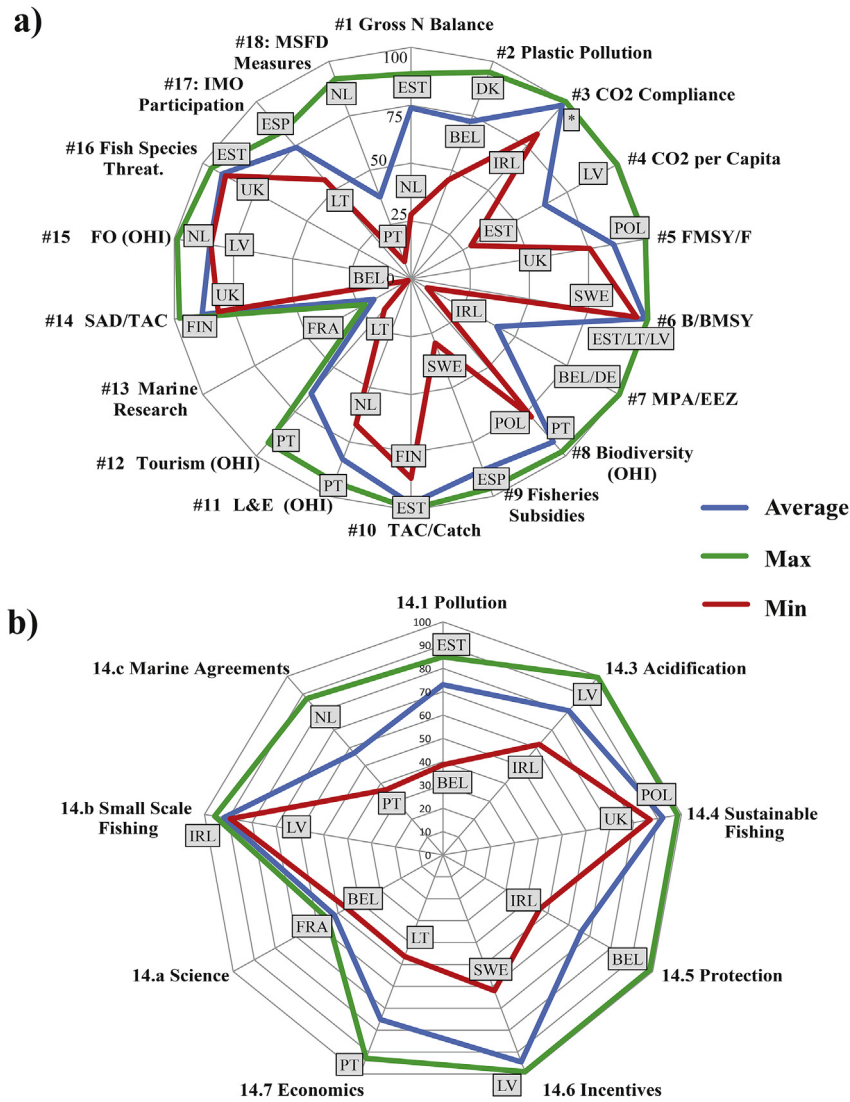 a)
#1 Gross N Balance
#18: MSFD
Measures
#2 Plastic Pollution
#17: IMO
Participation
#3 CO2 Compliance
#16 Fish Species
Threat.
#4 CO2 per Capita
#15 FO (OHI)
#5 FMSY/F
#14 SAD/TAC
#6 B/BMSY
#13 Marine
Research
#7 MPA/EEZ
#12 Tourism (OHI)
#8 Biodiversity
(OHI)
#11 L&E (OHI)
#9 Fisheries
Subsidies
#10 TAC/Catch
100
75
50
25
0
EST
DK
*
LV
POL
EST/LT/LV
BEL/DE
PT
ESP
EST
PT
PT
FRA
FIN
NL
EST
ESP
NL
NL
BEL
IRL
EST
UK
SWE
IRL
POL
SWE
FIN
NL
LT
BEL
UK
LV
UK
LT
PT
Average
Max
Min
b)
14.1 Pollution
14.c Marine Agreements
14.3 Acidification
14.b Small Scale
Fishing
14.4 Sustainable
Fishing
14.a Science
14.5 Protection
14.7 Economics
14.6 Incentives
100
90
80
70
60
50
40
30
20
10
0
EST
LV
POL
BEL
LV
PT
FRA
IRL
NL
BEL
IRL
UK
IRL
SWE
LT
BEL
LV
PT